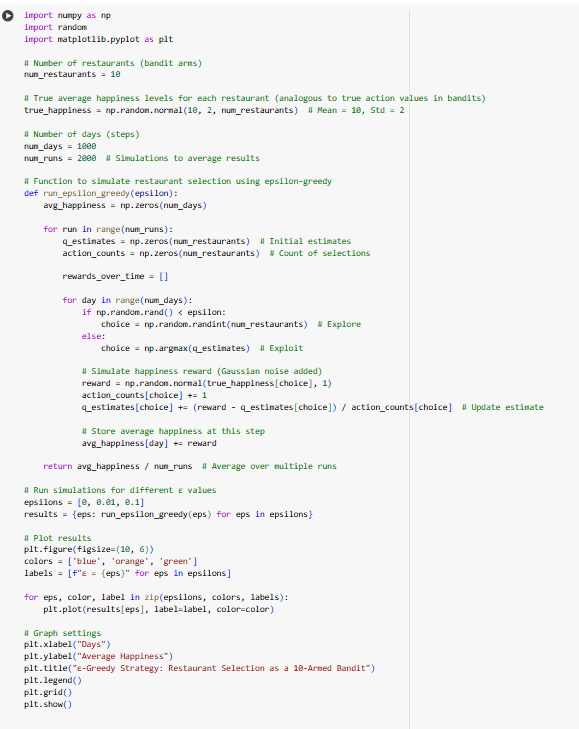 import numpy as np
import random
import matplotlib.pyplot as plt

# Number of restaurants (bandit arms)
num_restaurants = 10

# True average happiness levels for each restaurant (analogous to true action values in bandits)
true_happiness = np.random.normal(10, 2, num_restaurants)  # Mean = 10, Std = 2

# Number of days (steps)
num_days = 1000
num_runs = 2000  # Simulations to average results

# Function to simulate restaurant selection using epsilon-greedy
def run_epsilon_greedy(epsilon):
    avg_happiness = np.zeros(num_days)

    for run in range(num_runs):
        q_estimates = np.zeros(num_restaurants)  # Initial estimates
        action_counts = np.zeros(num_restaurants)  # Count of selections

        rewards_over_time = []

        for day in range(num_days):
            if np.random.rand() < epsilon:
                choice = np.random.randint(num_restaurants)  # Explore
            else:
                choice = np.argmax(q_estimates)  # Exploit

            # Simulate happiness reward (Gaussian noise added)
            reward = np.random.normal(true_happiness[choice], 1)
            action_counts[choice] += 1
            q_estimates[choice] += (reward - q_estimates[choice]) / action_counts[choice]  # Update estimate

            # Store average happiness at this step
            avg_happiness[day] += reward

    return avg_happiness / num_runs  # Average over multiple runs

# Run simulations for different ε values
epsilons = [0, 0.01, 0.1]
results = {eps: run_epsilon_greedy(eps) for eps in epsilons}

# Plot results
plt.figure(figsize=(10, 6))
colors = ['blue', 'orange', 'green']
labels = [f"ε = {eps}" for eps in epsilons]

for eps, color, label in zip(epsilons, colors, labels):
    plt.plot(results[eps], label=label, color=color)

# Graph settings
plt.xlabel("Days")
plt.ylabel("Average Happiness")
plt.title("ε-Greedy Strategy: Restaurant Selection as a 10-Armed Bandit")
plt.legend()
plt.grid()
plt.show()